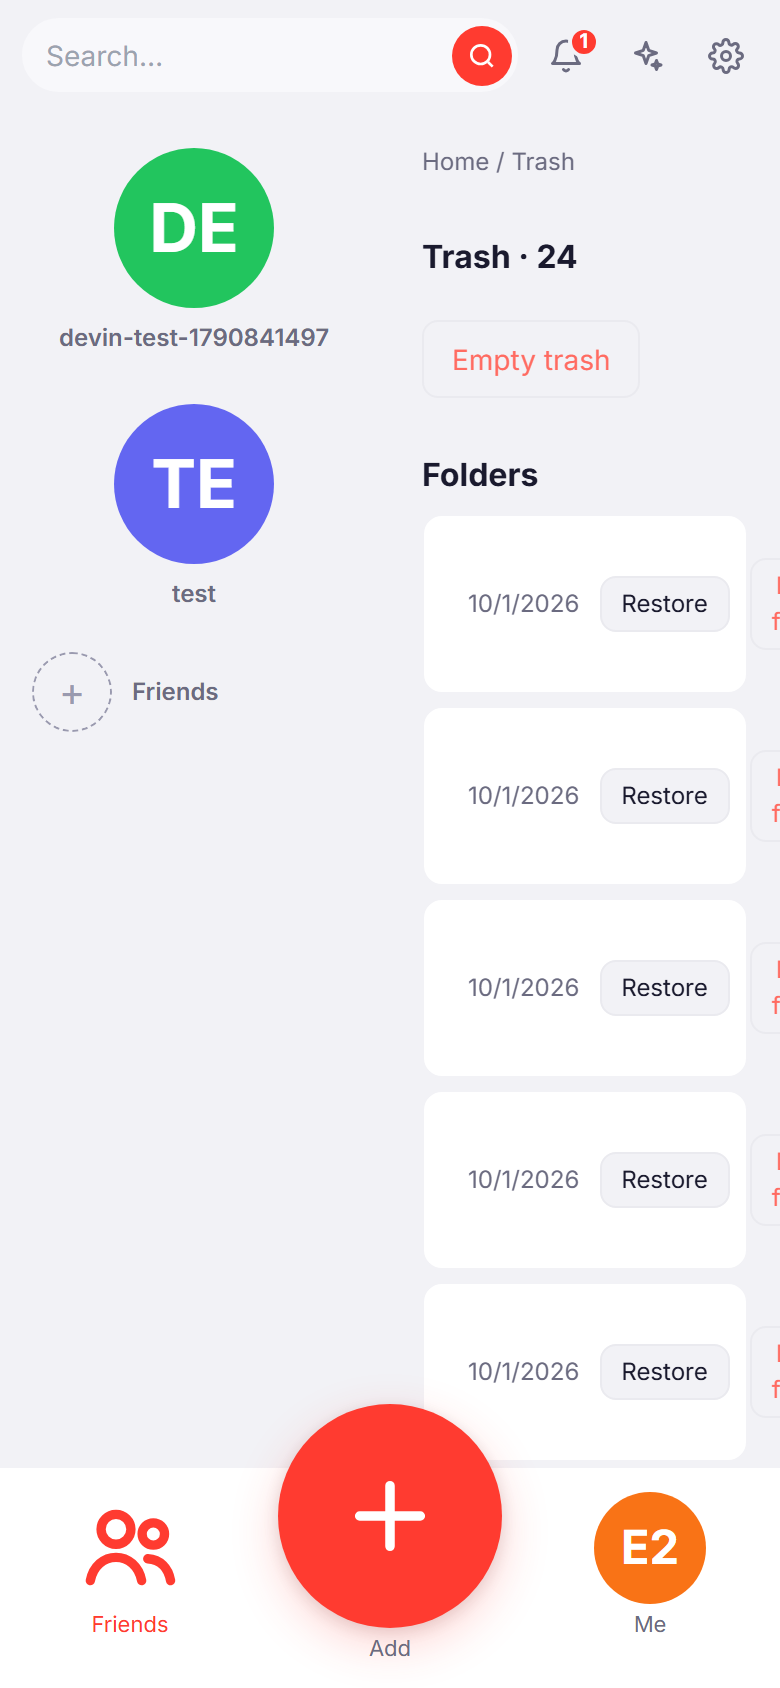 Search...
1
DE
devin-test-1790841497
TE
test
+ Friends
Home / Trash
Trash · 24
Empty trash
Folders
10/1/2026 Restore
10/1/2026 Restore
10/1/2026 Restore
10/1/2026 Restore
10/1/2026 Restore
Friends
Add
E2
Me